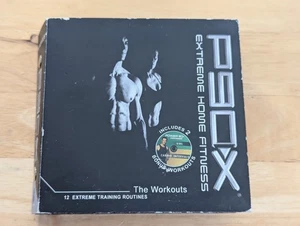 P90X
EXTREME HOME FITNESS
INCLUDES 2
BONUS WORKOUTS
The Workouts
12 EXTREME TRAINING ROUTINES